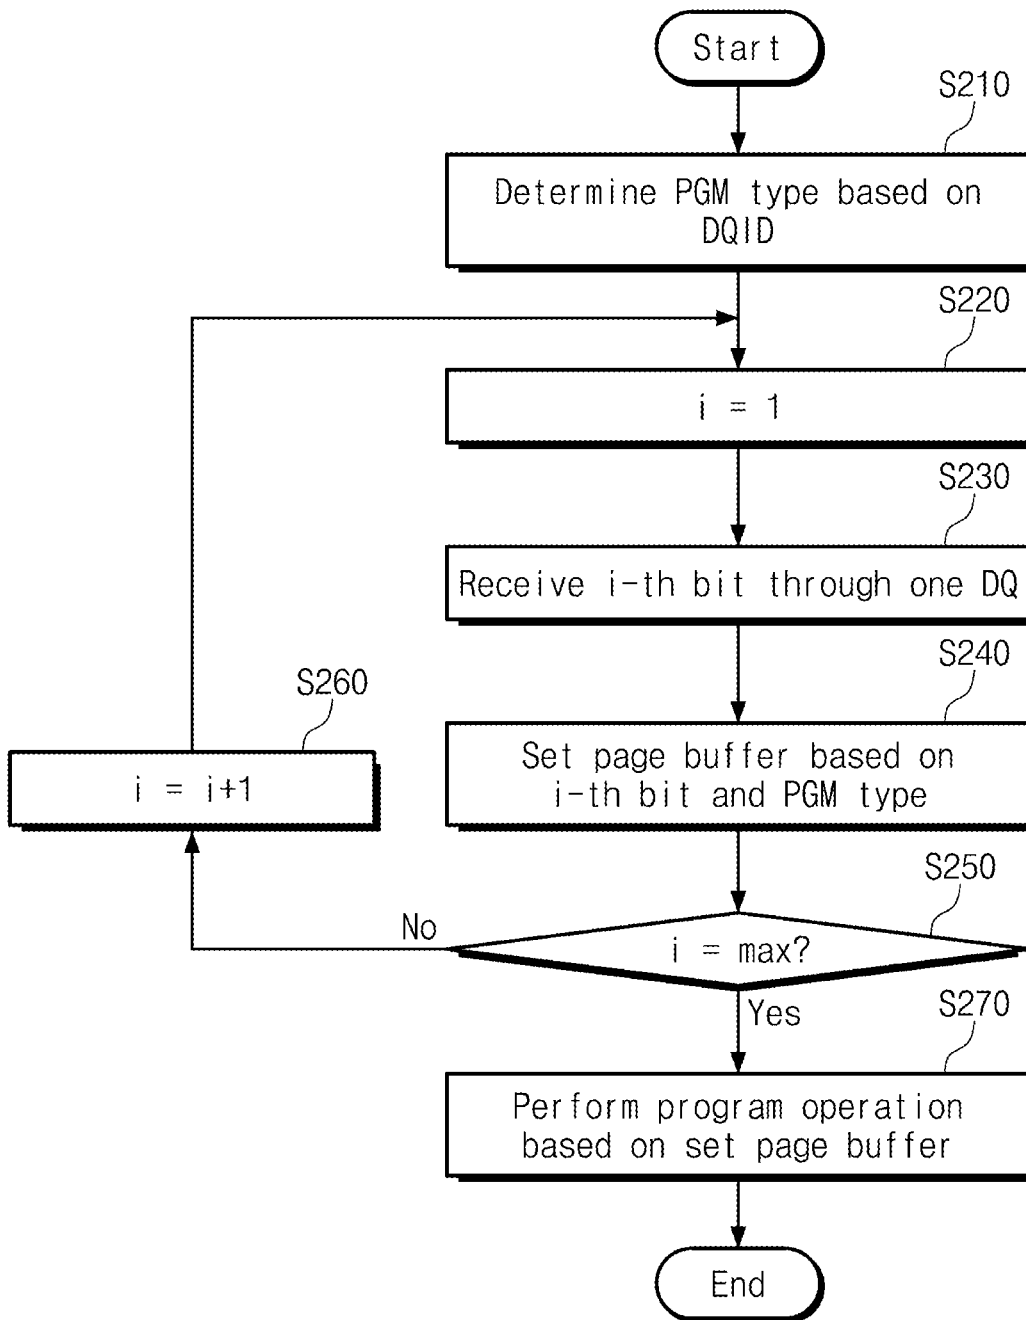 Start
S210
Determine PGM type based on
DQID
S220
i = 1
S230
Receive i-th bit through one DQ
S240
Set page buffer based on
i-th bit and PGM type
S260
i = i+1
S250
i = max?
No
Yes
S270
Perform program operation
based on set page buffer
End